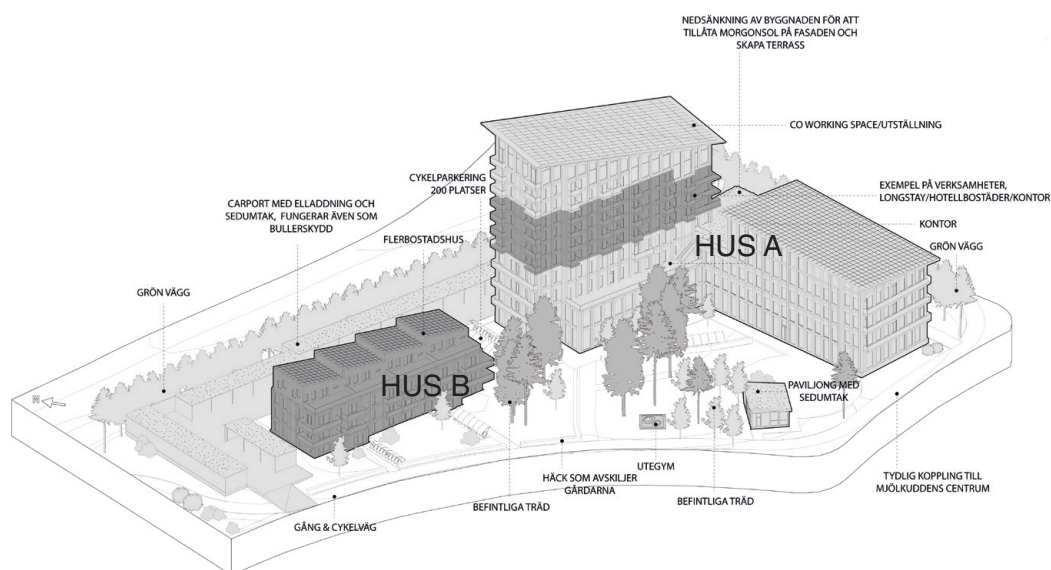 NEDSÄNKNING AV BYGGNADEN FÖR ATT
TILLÅTA MORGONSOL PÅ FASADEN OCH
SKAPA TERRASS
CO WORKING SPACE/UTSTÄLLNING
CYKELPARKERING
200 PLATSER
EXEMPEL PÅ VERKSAMHETER,
LONGSTAY/HOTELLBOSTÄDER/KONTOR
CARPORT MED ELLADDNING OCH
SEDUMTAK, FUNGERAR ÄVEN SOM
BULLERSKYDD
KONTOR
FLERBOSTADSHUS
HUS A
GRÖN VÄGG
GRÖN VÄGG
HUS B
PAVILJONG MED
SEDUMTAK
N
UTEGYM
HÄCK SOM AVSKILJER
GÅRDARNA
TYDLIG KOPPLING TILL
MJÖLKUDDENS CENTRUM
BEFINTLIGA TRÄD
BEFINTLIGA TRÄD
GÅNG & CYKELVÄG